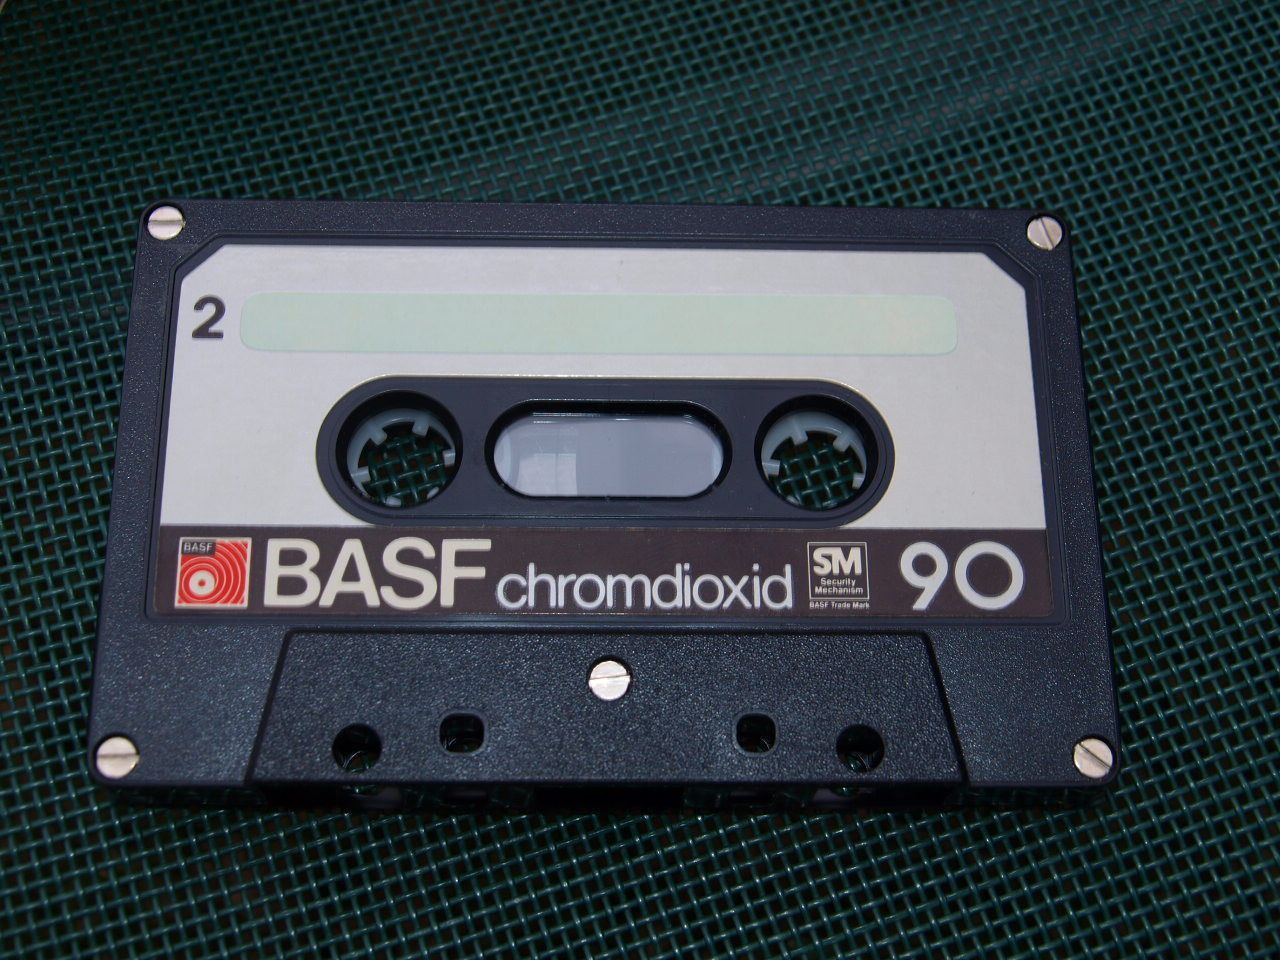 2
BASF
BASF chromdioxid
SM
Security
Mechanism
BASF Trade Mark
90